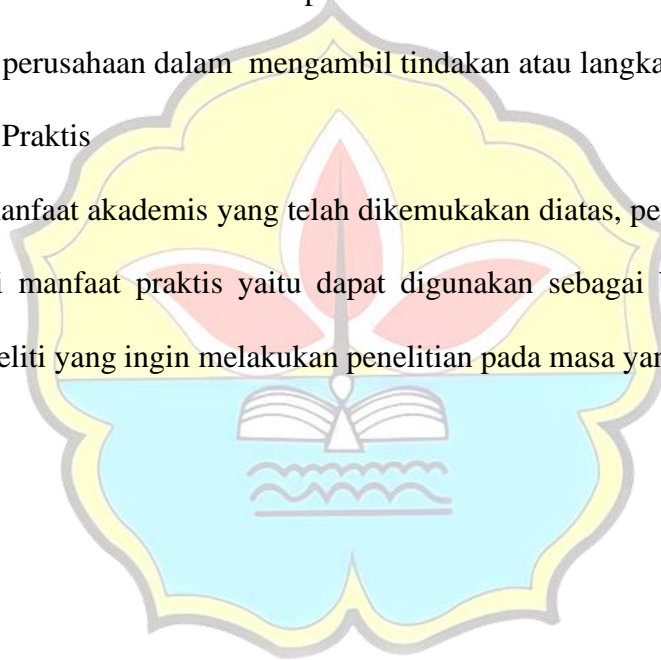 perusahaan dalam mengambil tindakan atau langka
Praktis
manfaat akademis yang telah dikemukakan diatas, pe
manfaat praktis yaitu dapat digunakan sebagai
eliti yang ingin melakukan penelitian pada masa yan